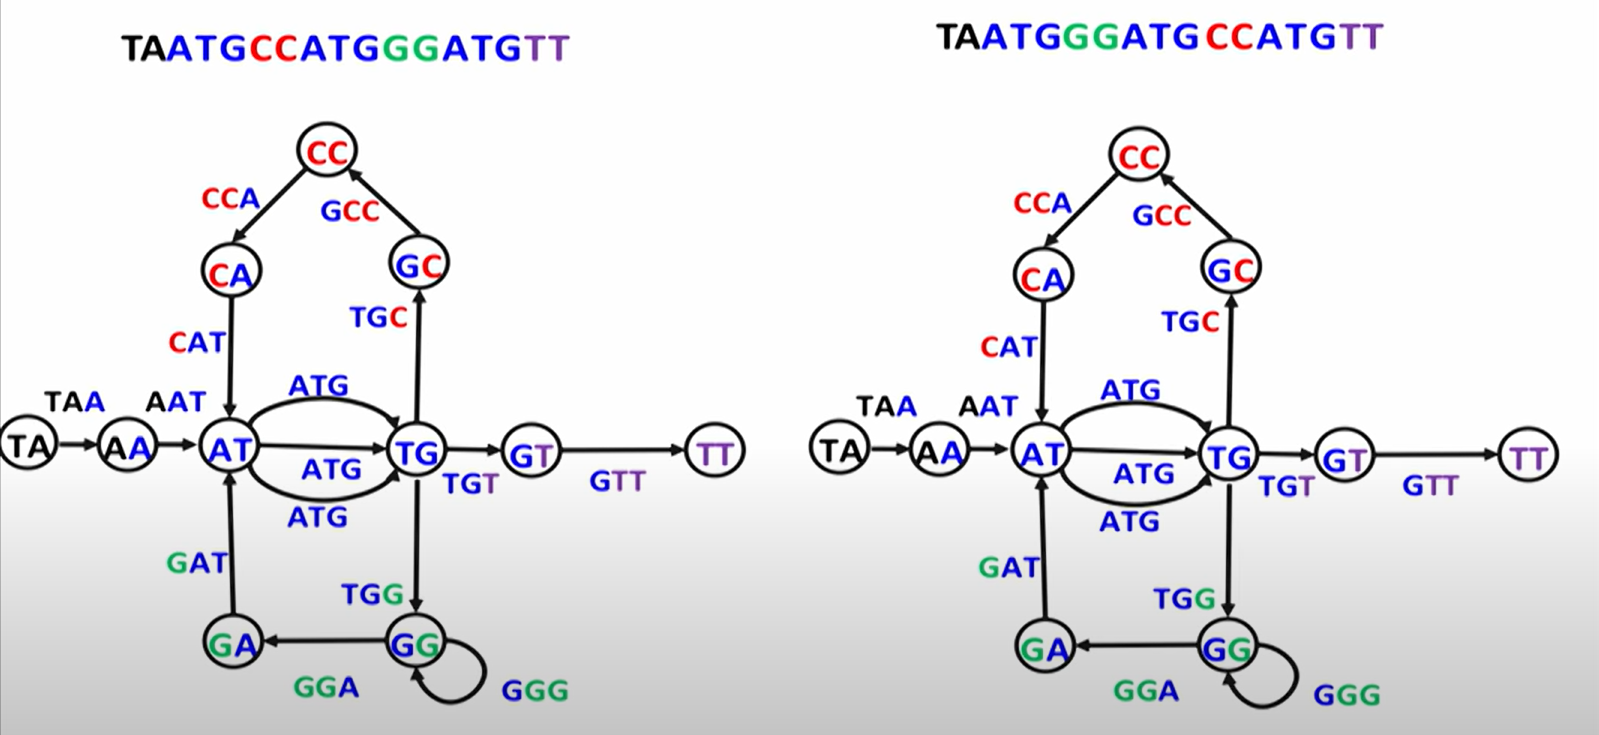 TAATGCCATGGGATGTT
CC
CCA
GCC
CA
GC
TGC
CAT
ATG
TAA AAT
TA AA AT TG GT TT
ATG TGT GTT
ATG
GAT
TGG
GA GG
GGA GGG
TAATGGGATGCCATGTT
CC
CCA
GCC
CA
GC
TGC
CAT
ATG
TAA AAT
TA AA AT TG GT TT
ATG TGT GTT
ATG
GAT
TGG
GA GG
GGA GGG